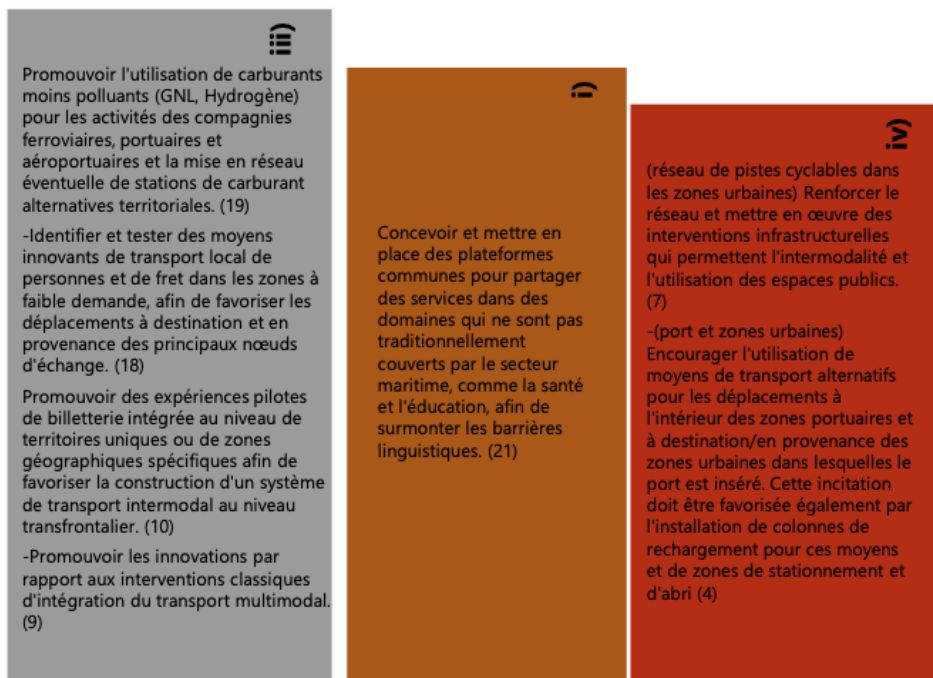 iii)
Promouvoir l'utilisation de carburants
moins polluants (GNL, Hydrogène)
pour les activités des compagnies
ferroviaires, portuaires et
aéroportuaires et la mise en réseau
éventuelle de stations de carburant
alternatives territoriales. (19)
-Identifier et tester des moyens
innovants de transport local de
personnes et de fret dans les zones à
faible demande, afin de favoriser les
déplacements à destination et en
provenance des principaux nœuds
d'échange. (18)
Promouvoir des expériences pilotes
de billetterie intégrée au niveau de
territoires uniques ou de zones
géographiques spécifiques afin de
favoriser la construction d'un système
de transport intermodal au niveau
transfrontalier. (10)
-Promouvoir les innovations par
rapport aux interventions classiques
d'intégration du transport multimodal.
(9)
i)
Concevoir et mettre en
place des plateformes
communes pour partager
des services dans des
domaines qui ne sont pas
traditionnellement
couverts par le secteur
maritime, comme la santé
et l'éducation, afin de
surmonter les barrières
linguistiques. (21)
iv)
(réseau de pistes cyclables dans
les zones urbaines) Renforcer le
réseau et mettre en œuvre des
interventions infrastructurelles
qui permettent l'intermodalité et
l'utilisation des espaces publics.
(7)
-(port et zones urbaines)
Encourager l'utilisation de
moyens de transport alternatifs
pour les déplacements à
l'intérieur des zones portuaires et
à destination/en provenance des
zones urbaines dans lesquelles le
port est inséré. Cette incitation
doit être favorisée également par
l'installation de colonnes de
rechargement pour ces moyens
et de zones de stationnement et
d'abri (4)